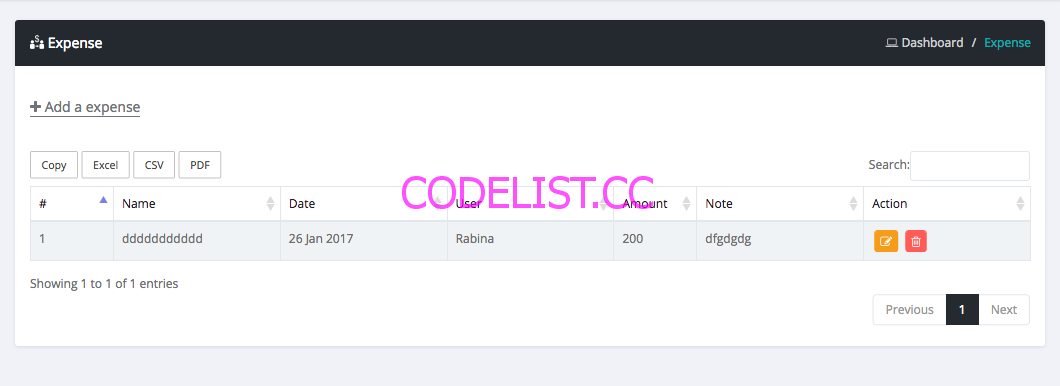 Expense
Dashboard / Expense
Add a expense
Copy Excel CSV PDF
Search:
CODELIST.CC
# Name Date User Amount Note Action
1 ddddddddddd 26 Jan 2017 Rabina 200 dfgdgdg
Showing 1 to 1 of 1 entries
Previous 1 Next